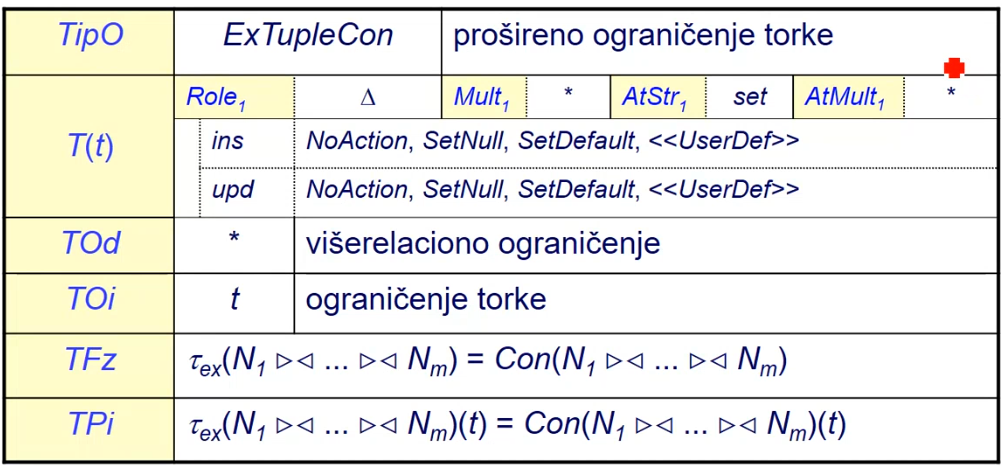 TipO ExTupleCon prošireno ograničenje torke
T(t) Role1 Δ Mult1 * AtStr1 set AtMult1 *
ins NoAction, SetNull, SetDefault, <<UserDef>>
upd NoAction, SetNull, SetDefault, <<UserDef>>
TOd * višerelaciono ograničenje
TOi t ograničenje torke
TFz τex(N1 ▷◁ ... ▷◁ Nm) = Con(N1 ▷◁ ... ▷◁ Nm)
TPi τex(N1 ▷◁ ... ▷◁ Nm)(t) = Con(N1 ▷◁ ... ▷◁ Nm)(t)